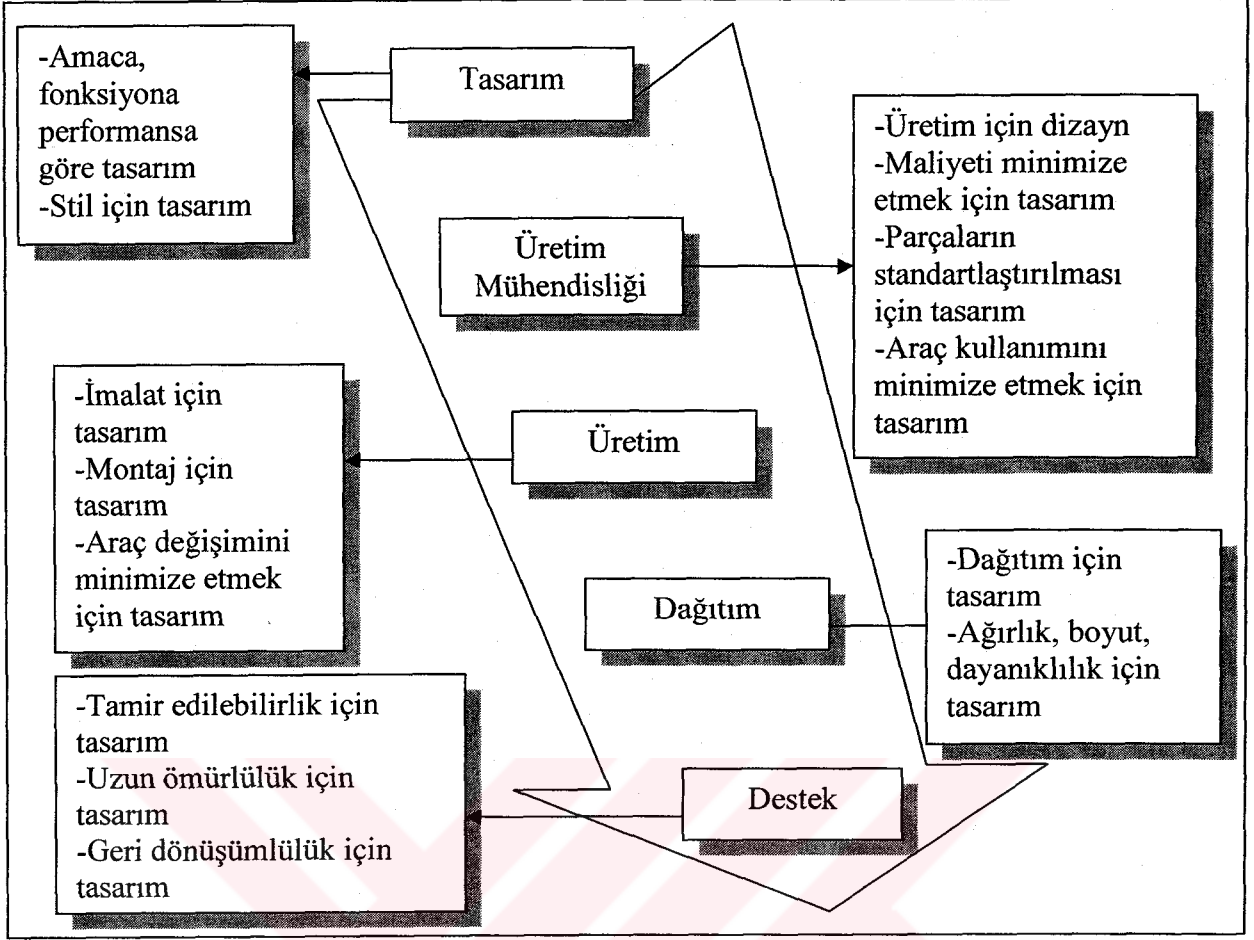 Tasarım
-Amaca,
fonksiyona
performansa
göre tasarım
-Stil için tasarım
Üretim
Mühendisliği
-Üretim için dizayn
-Maliyeti minimize
etmek için tasarım
-Parçaların
standartlaştırılması
için tasarım
-Araç kullanımını
minimize etmek için
tasarım
Üretim
-İmalat için
tasarım
-Montaj için
tasarım
-Araç değişimini
minimize etmek
için tasarım
Dağıtım
-Dağıtım için
tasarım
-Ağırlık, boyut,
dayanıklılık için
tasarım
Destek
-Tamir edilebilirlik için
tasarım
-Uzun ömürlülük için
tasarım
-Geri dönüşümlülük için
tasarım